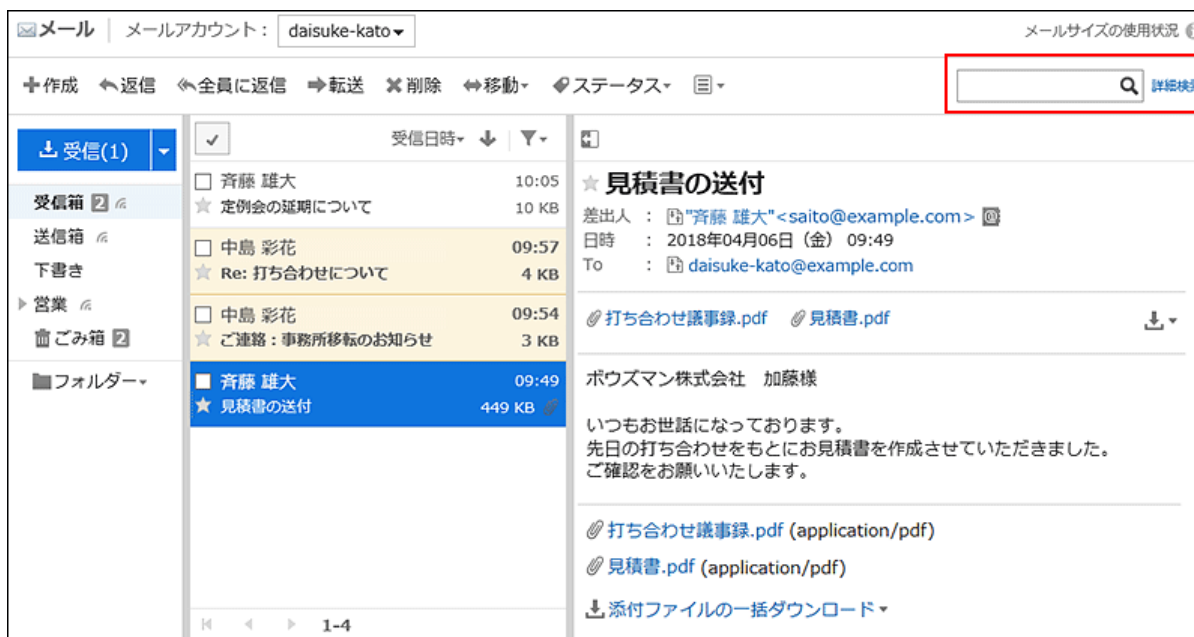 メール メールアカウント： daisuke-kato メールサイズの使用状況
作成 返信 全員に返信 転送 削除 移動 ステータス 詳細検
受信(1)
受信箱 2
送信箱
下書き
営業
ごみ箱 2
フォルダー
受信日時
斉藤 雄大 10:05
定例会の延期について 10 KB
中島 彩花 09:57
Re: 打ち合わせについて 4 KB
中島 彩花 09:54
ご連絡：事務所移転のお知らせ 3 KB
斉藤 雄大 09:49
見積書の送付 449 KB
1-4
見積書の送付
差出人 ： "斉藤 雄大"<saito@example.com>
日時 ： 2018年04月06日（金） 09:49
To ： daisuke-kato@example.com
打ち合わせ議事録.pdf 見積書.pdf
ボウズマン株式会社　加藤様
いつもお世話になっております。
先日の打ち合わせをもとにお見積書を作成させていただきました。
ご確認をお願いいたします。
打ち合わせ議事録.pdf (application/pdf)
見積書.pdf (application/pdf)
添付ファイルの一括ダウンロード